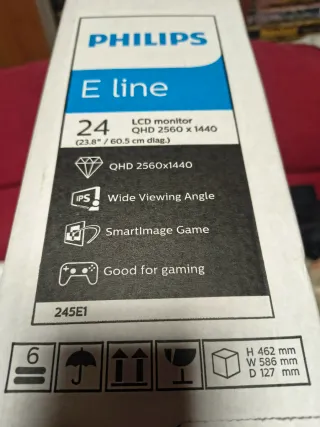 PHILIPS
E line
24 LCD monitor
QHD 2560 x 1440
(23.8" / 60.5 cm diag.)
QHD 2560x1440
IPS Wide Viewing Angle
SmartImage Game
Good for gaming
245E1
6
H 462 mm
W 586 mm
D 127 mm